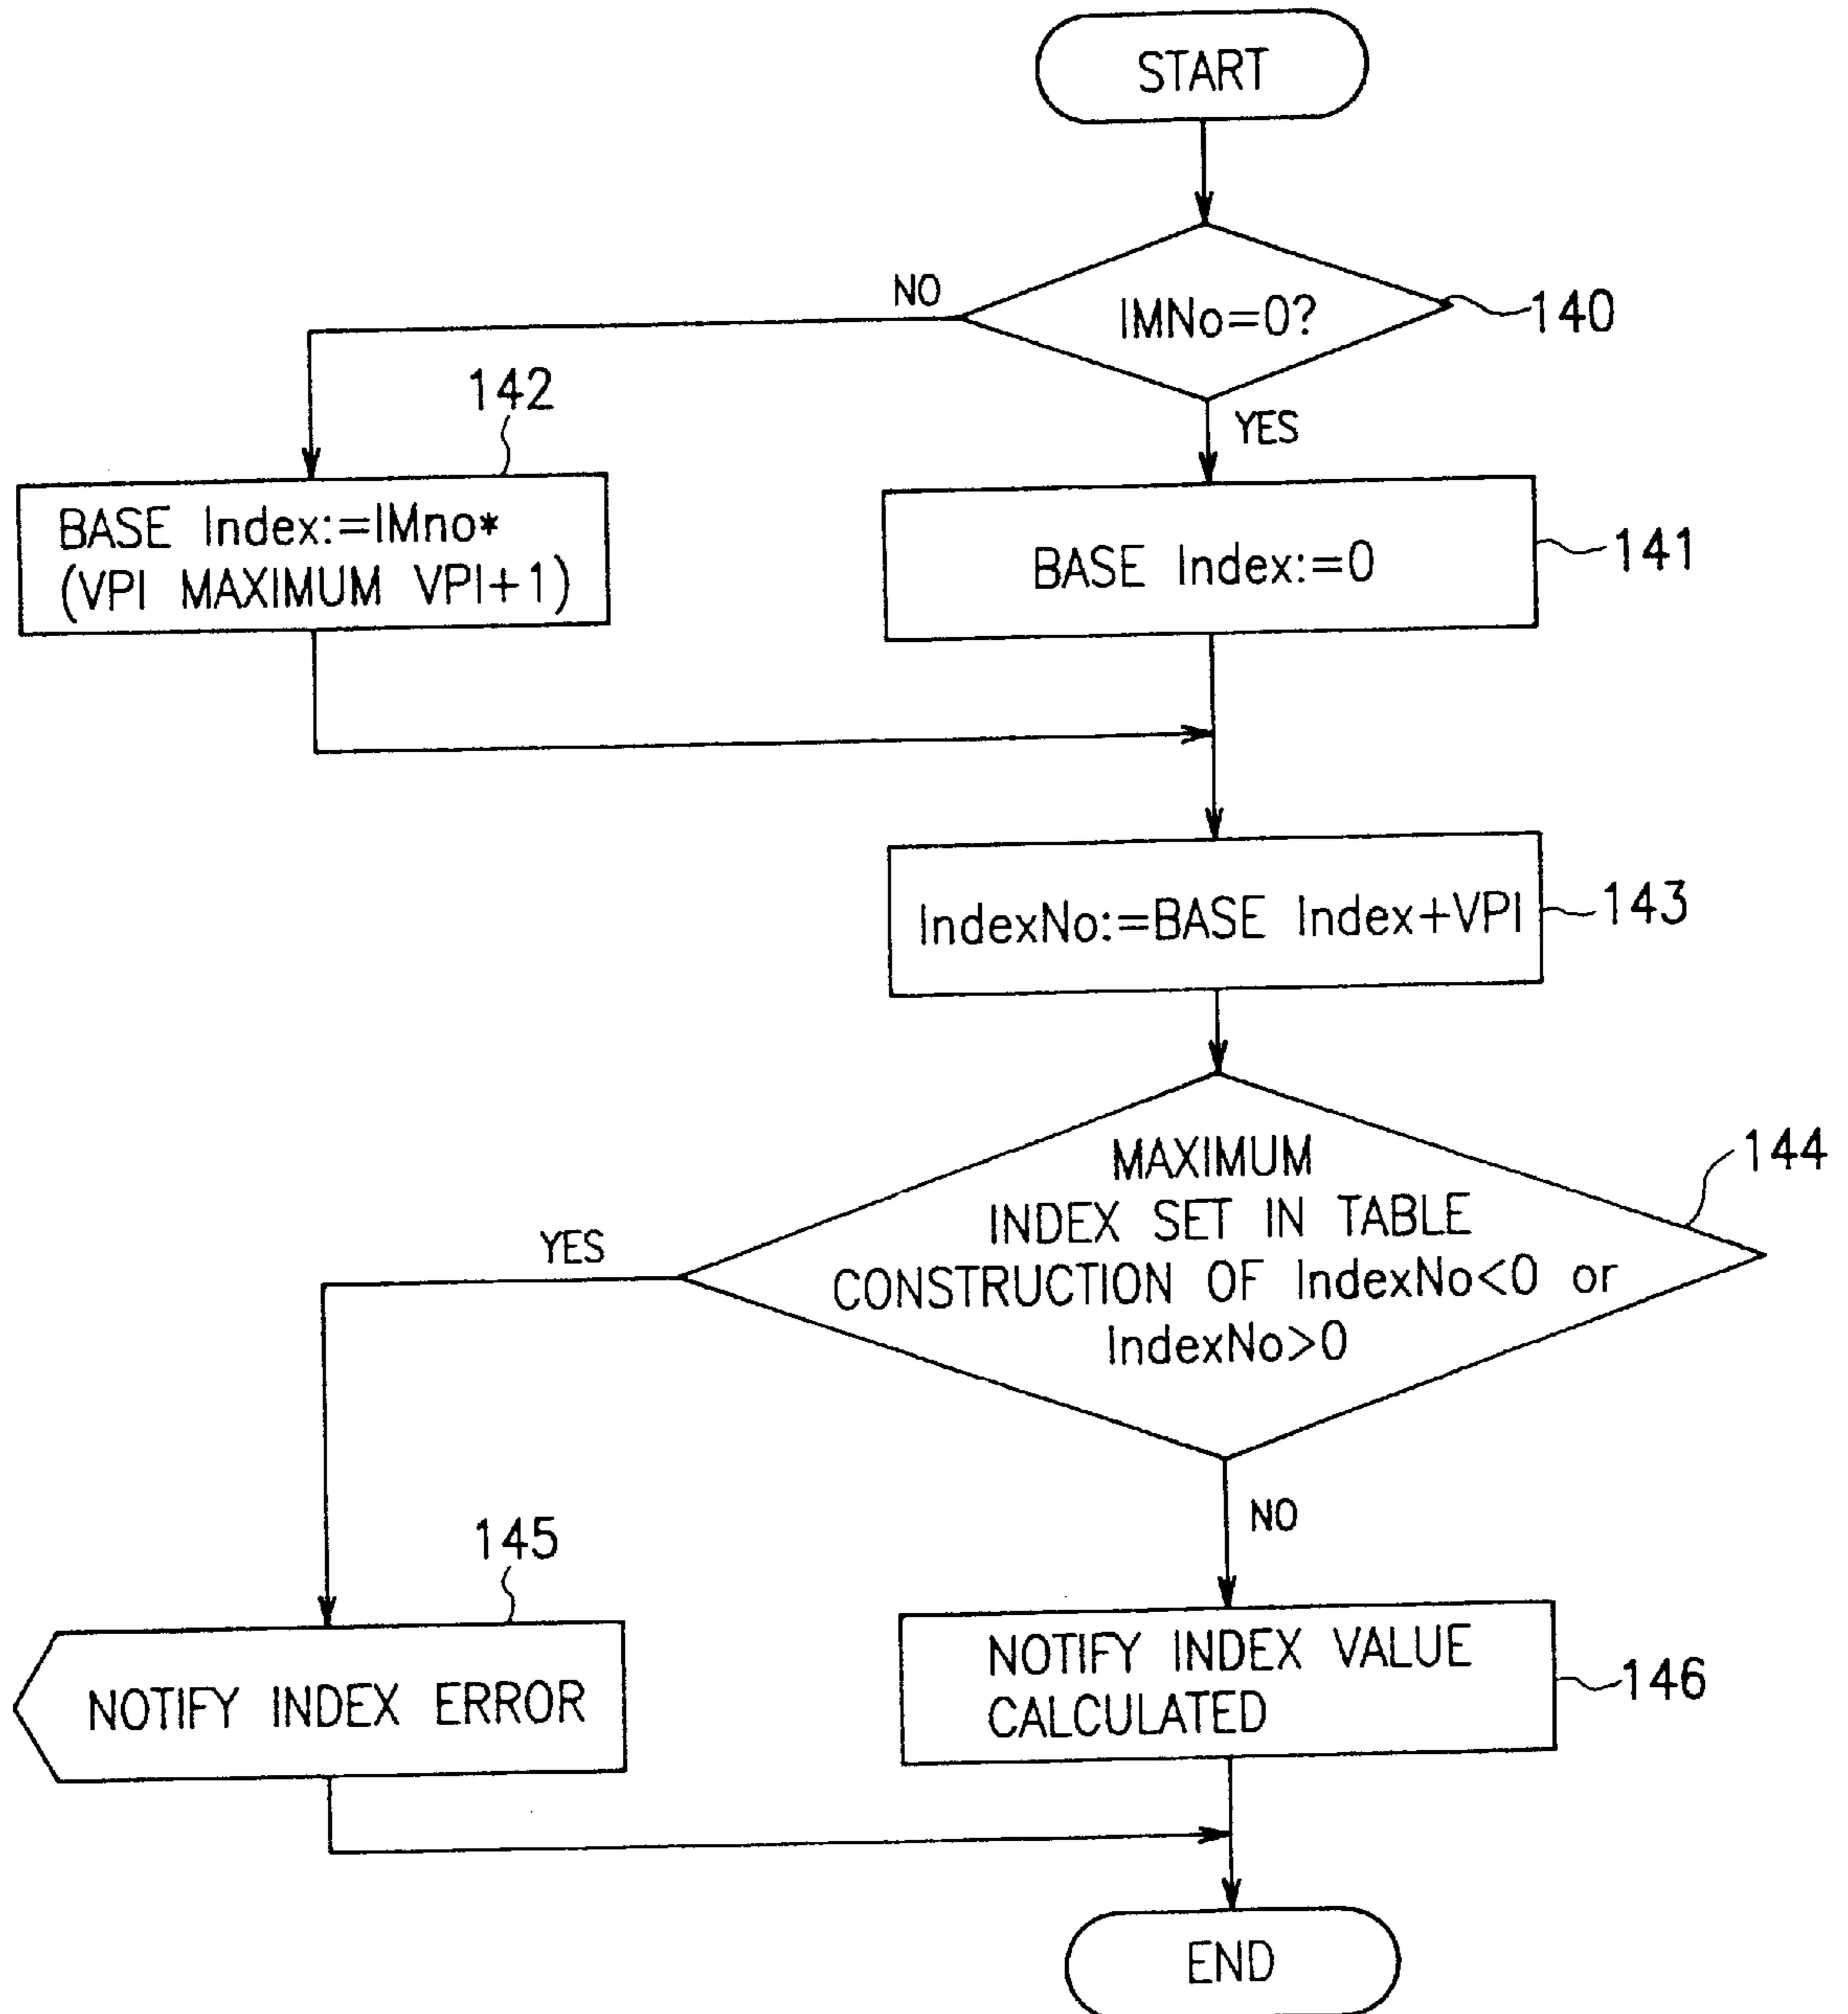 START
IMNo=0?
140
NO
YES
142
BASE Index:=IMno*
(VPI MAXIMUM VPI+1)
BASE Index:=0
141
IndexNo:=BASE Index+VPI
143
MAXIMUM
INDEX SET IN TABLE
CONSTRUCTION OF IndexNo<0 or
IndexNo>0
144
YES
NO
145
NOTIFY INDEX ERROR
NOTIFY INDEX VALUE
CALCULATED
146
END